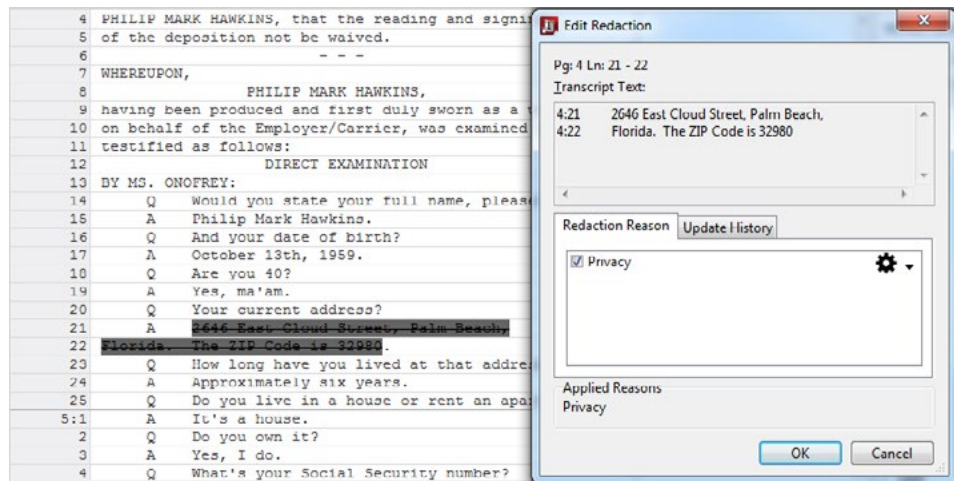 4 PHILIP MARK HAWKINS, that the reading and
5 of the deposition not be waived.
6 - - -
7 WHEREUPON,
8 PHILIP MARK HAWKINS,
9 having been produced and first duly sworn as a
10 on behalf of the Employer/Carrier, was examined
11 testified as follows:
12 DIRECT EXAMINATION
13 BY MS. ONOFREY:
14 Q Would you state your full name,
15 A Philip Mark Hawkins.
16 Q And your date of birth?
17 A October 13th, 1959.
18 Q Are you 40?
19 A Yes, ma'am.
20 Q Your current address?
21 A 2646 East Cloud Street, Palm Beach,
22 Florida. The ZIP Code is 32980.
23 Q How long have you lived at that
24 A Approximately six years.
25 Q Do you live in a house or rent an
5:1 A It's a house.
2 Q Do you own it?
3 A Yes, I do.
4 Q What's your Social Security number?
Edit Redaction
Pg: 4 Ln: 21 - 22
Transcript Text:
4:21 2646 East Cloud Street, Palm Beach,
4:22 Florida. The ZIP Code is 32980
Redaction Reason Update History
Privacy
Applied Reasons
Privacy
OK Cancel